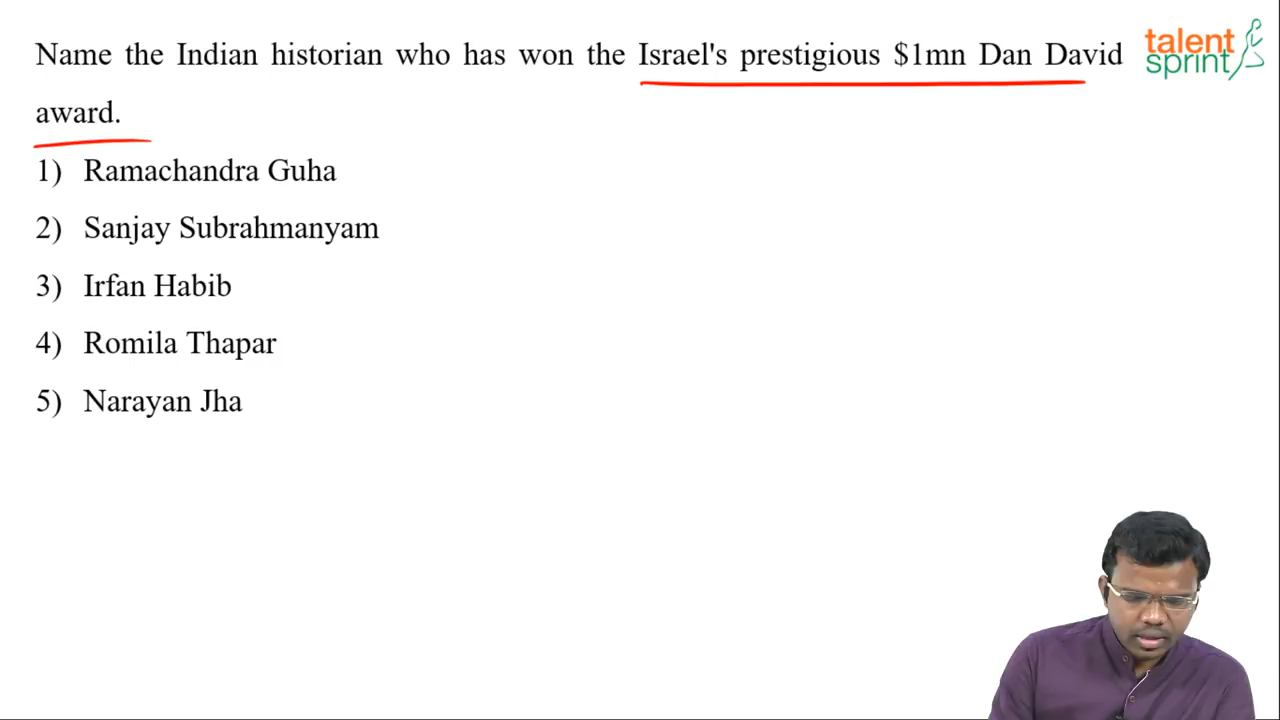 Name the Indian historian who has won the Israel's prestigious $1mn Dan David
award.
1) Ramachandra Guha
2) Sanjay Subrahmanyam
3) Irfan Habib
4) Romila Thapar
5) Narayan Jha
talent
sprint